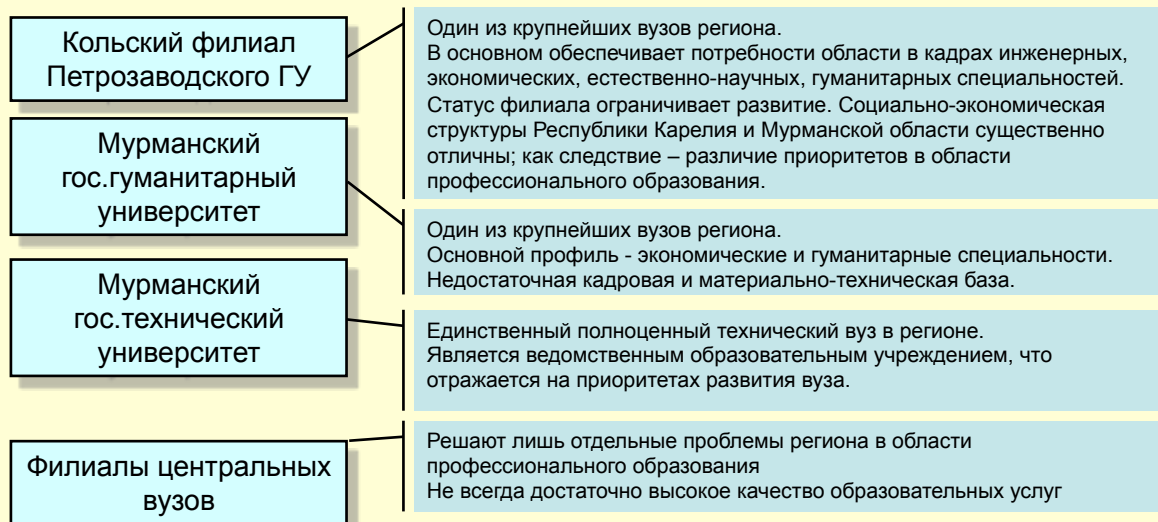 Кольский филиал
Петрозаводского ГУ
Один из крупнейших вузов региона.
В основном обеспечивает потребности области в кадрах инженерных,
экономических, естественно-научных, гуманитарных специальностей.
Статус филиала ограничивает развитие. Социально-экономическая
структуры Республики Карелия и Мурманской области существенно
отличны; как следствие – различие приоритетов в области
профессионального образования.
Мурманский
гос.гуманитарный
университет
Один из крупнейших вузов региона.
Основной профиль - экономические и гуманитарные специальности.
Недостаточная кадровая и материально-техническая база.
Мурманский
гос.технический
университет
Единственный полноценный технический вуз в регионе.
Является ведомственным образовательным учреждением, что
отражается на приоритетах развития вуза.
Филиалы центральных
вузов
Решают лишь отдельные проблемы региона в области
профессионального образования
Не всегда достаточно высокое качество образовательных услуг